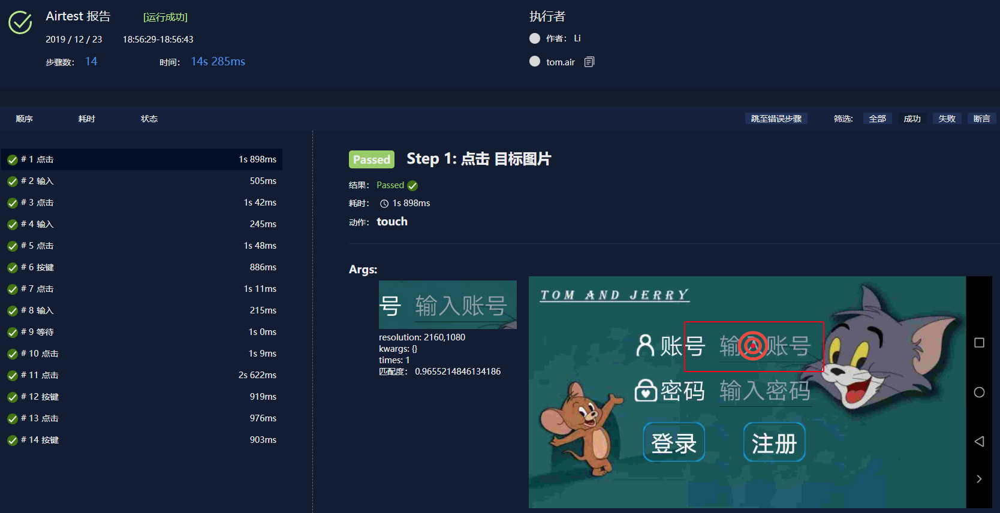 Airtest 报告 [运行成功]
2019 / 12 / 23 18:56:29-18:56:43
步骤数: 14 时间: 14s 285ms
执行者
作者: Li
tom.air
顺序 耗时 状态 跳至错误步骤 筛选: 全部 成功 失败 断言
# 1 点击 1s 898ms
# 2 输入 505ms
# 3 点击 1s 42ms
# 4 输入 245ms
# 5 点击 1s 48ms
# 6 按键 886ms
# 7 点击 1s 11ms
# 8 输入 215ms
# 9 等待 1s 0ms
# 10 点击 1s 9ms
# 11 点击 2s 622ms
# 12 按键 919ms
# 13 点击 976ms
# 14 按键 903ms
Passed Step 1: 点击 目标图片
结果: Passed
耗时: 1s 898ms
动作: touch
Args:
号 输入账号
resolution: 2160,1080
kwargs: {}
times: 1
匹配度: 0.9655214846134186
TOM AND JERRY
账号 输入账号
密码 输入密码
登录 注册